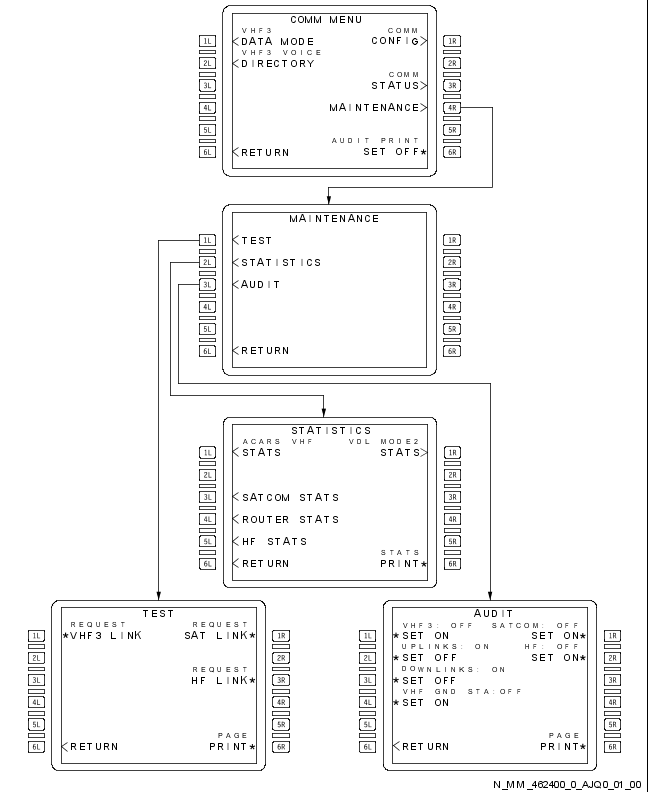 COMM MENU
VHF3 COMM
1L <DATA MODE CONFIG> 1R
VHF3 VOICE
2L <DIRECTORY 2R
COMM
3L STATUS> 3R
4L MAINTENANCE> 4R
5L 5R
AUDIT PRINT
6L <RETURN SET OFF* 6R
MAINTENANCE
1L <TEST 1R
2L <STATISTICS 2R
3L <AUDIT 3R
4L 4R
5L 5R
6L <RETURN 6R
STATISTICS
ACARS VHF VDL MODE2
1L <STATS STATS> 1R
2L 2R
3L <SATCOM STATS 3R
4L <ROUTER STATS 4R
5L <HF STATS 5R
STATS
6L <RETURN PRINT* 6R
TEST
REQUEST REQUEST
1L *VHF3 LINK SAT LINK* 1R
2L 2R
REQUEST
3L HF LINK* 3R
4L 4R
5L 5R
PAGE
6L <RETURN PRINT* 6R
AUDIT
VHF3: OFF SATCOM: OFF
1L *SET ON SET ON* 1R
UPLINKS: ON HF: OFF
2L *SET OFF SET ON* 2R
DOWNLINKS: ON
3L *SET OFF 3R
VHF GND STA:OFF
4L *SET ON 4R
5L 5R
PAGE
6L <RETURN PRINT* 6R
N_MM_462400_0_AJQ0_01_00